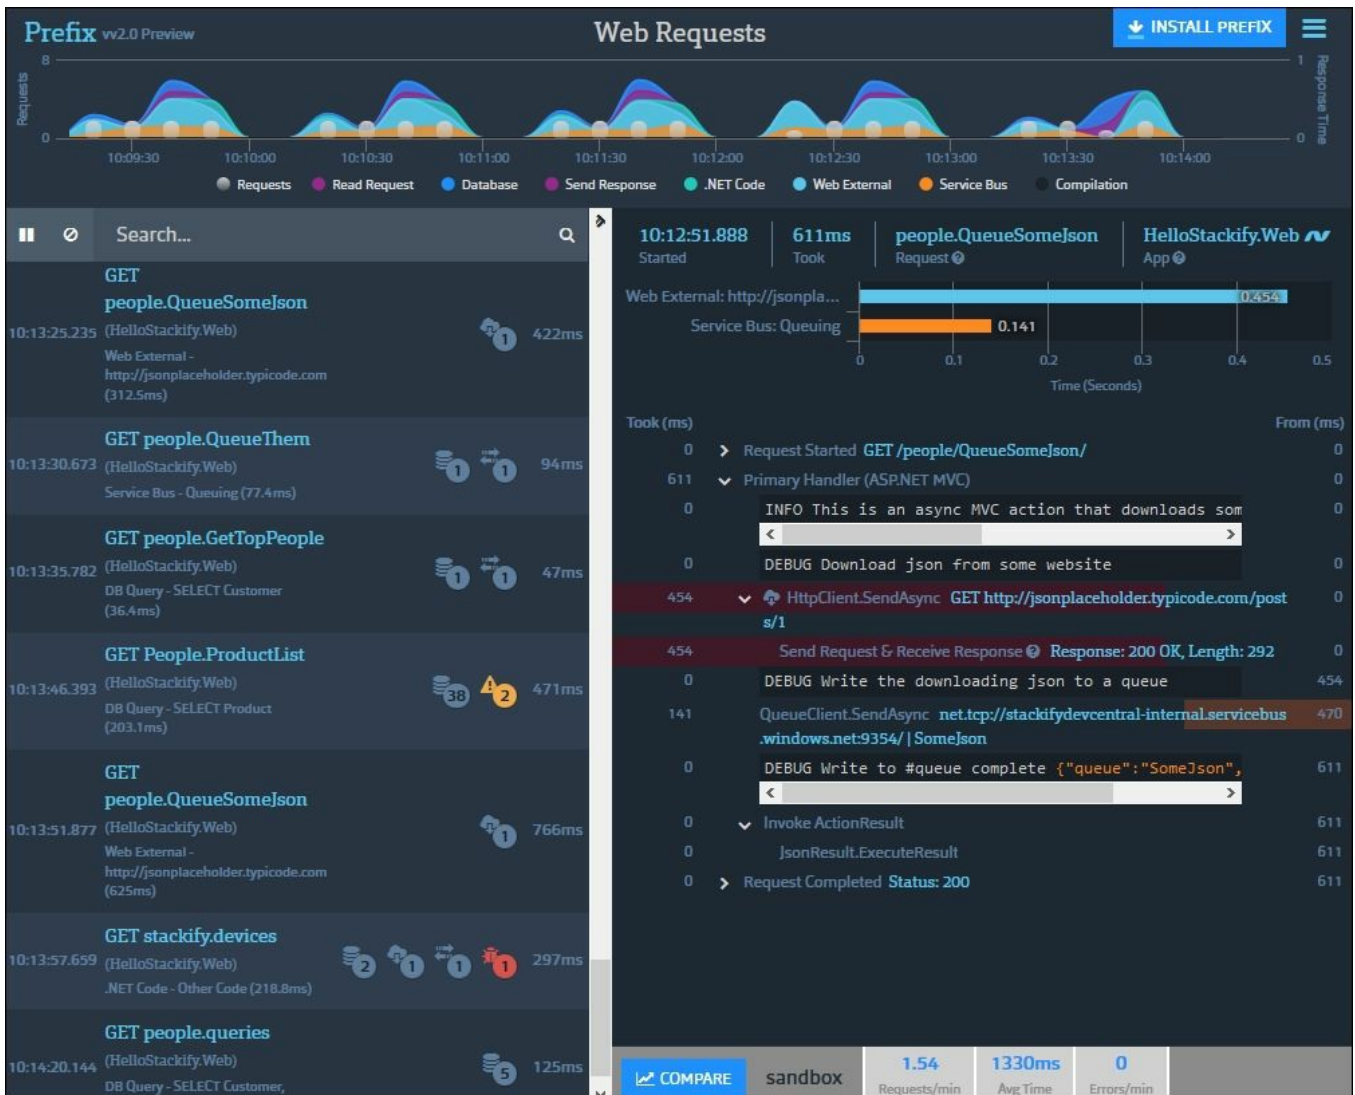 Prefix vv2.0 Preview
Web Requests
INSTALL PREFIX
8
1
Requests
Response Time
0
0
10:09:30 10:10:00 10:10:30 10:11:00 10:11:30 10:12:00 10:12:30 10:13:00 10:13:30 10:14:00
Requests Read Request Database Send Response .NET Code Web External Service Bus Compilation
Search...
GET
people.QueueSomeJson
10:13:25.235 (HelloStackify.Web) 1 422ms
Web External -
http://jsonplaceholder.typicode.com
(312.5ms)
GET people.QueueThem
10:13:30.673 (HelloStackify.Web) 1 1 94ms
Service Bus - Queuing (77.4ms)
GET people.GetTopPeople
10:13:35.782 (HelloStackify.Web) 1 1 47ms
DB Query - SELECT Customer
(36.4ms)
GET People.ProductList
10:13:46.393 (HelloStackify.Web) 38 2 471ms
DB Query - SELECT Product
(203.1ms)
GET
people.QueueSomeJson
10:13:51.877 (HelloStackify.Web) 1 766ms
Web External -
http://jsonplaceholder.typicode.com
(625ms)
GET stackify.devices
10:13:57.659 (HelloStackify.Web) 2 1 1 1 297ms
.NET Code - Other Code (218.8ms)
GET people.queries
10:14:20.144 (HelloStackify.Web) 5 125ms
DB Query - SELECT Customer,
10:12:51.888 611ms people.QueueSomeJson HelloStackify.Web
Started Took Request App
Web External: http://jsonpla... 0.454
Service Bus: Queuing 0.141
0 0.1 0.2 0.3 0.4 0.5
Time (Seconds)
Took (ms) From (ms)
0 Request Started GET /people/QueueSomeJson/ 0
611 Primary Handler (ASP.NET MVC) 0
0 INFO This is an async MVC action that downloads som 0
0 DEBUG Download json from some website 0
454 HttpClient.SendAsync GET http://jsonplaceholder.typicode.com/post 0
s/1
454 Send Request & Receive Response Response: 200 OK, Length: 292 0
0 DEBUG Write the downloading json to a queue 454
141 QueueClient.SendAsync net.tcp://stackifydevcentral-internal.servicebus 470
.windows.net:9354/ | SomeJson
0 DEBUG Write to #queue complete {"queue":"SomeJson", 611
0 Invoke ActionResult 611
0 JsonResult.ExecuteResult 611
0 Request Completed Status: 200 611
COMPARE sandbox 1.54 1330ms 0
Requests/min Avg Time Errors/min